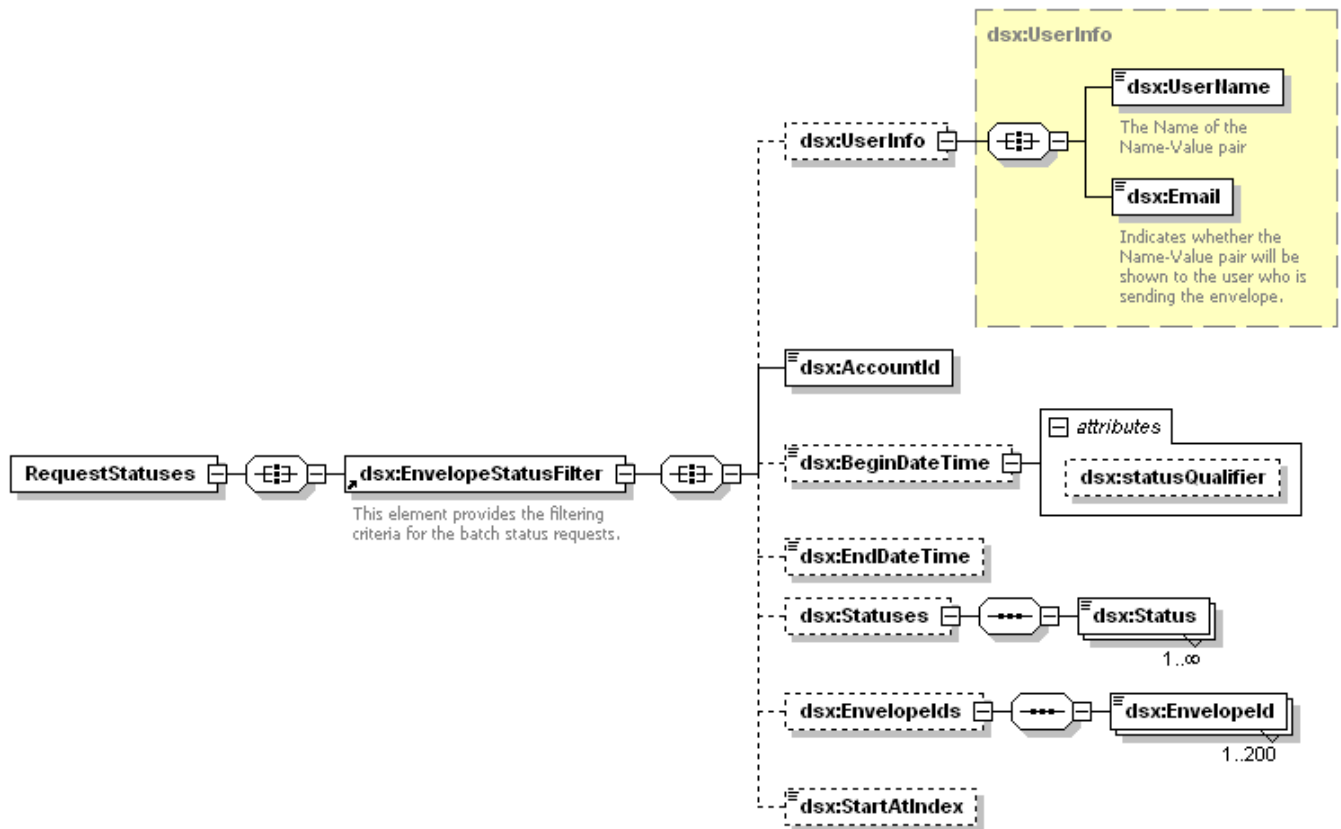 dsx:UserInfo
dsx:UserName
The Name of the
Name-Value pair
dsx:UserInfo
dsx:Email
Indicates whether the
Name-Value pair will be
shown to the user who is
sending the envelope.
dsx:AccountId
attributes
dsx:BeginDateTime
dsx:statusQualifier
RequestStatuses
dsx:EnvelopeStatusFilter
This element provides the filtering
criteria for the batch status requests.
dsx:EndDateTime
dsx:Statuses
dsx:Status
1..∞
dsx:EnvelopeIds
dsx:EnvelopeId
1..200
dsx:StartAtIndex